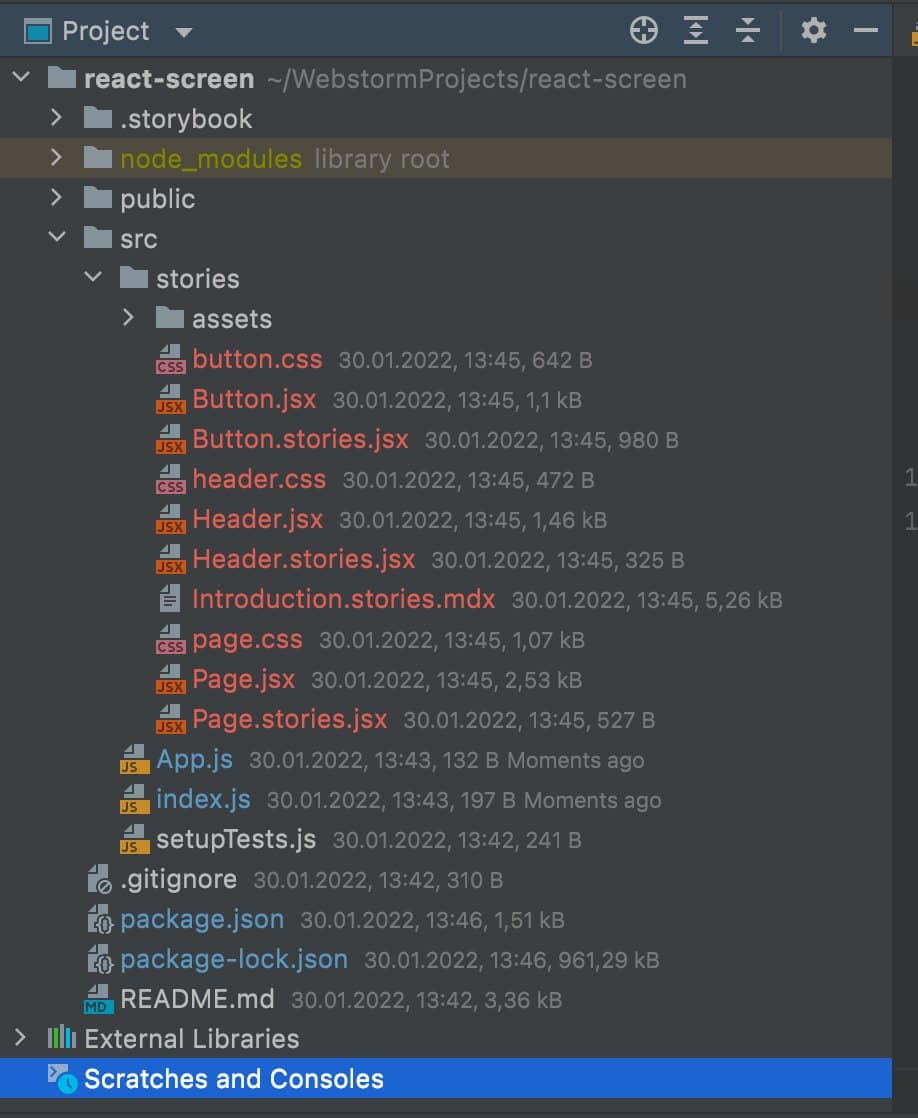 Project
react-screen ~/WebstormProjects/react-screen
.storybook
node_modules library root
public
src
stories
assets
CSS button.css 30.01.2022, 13:45, 642 B
JSX Button.jsx 30.01.2022, 13:45, 1,1 kB
JSX Button.stories.jsx 30.01.2022, 13:45, 980 B
CSS header.css 30.01.2022, 13:45, 472 B
JSX Header.jsx 30.01.2022, 13:45, 1,46 kB
JSX Header.stories.jsx 30.01.2022, 13:45, 325 B
Introduction.stories.mdx 30.01.2022, 13:45, 5,26 kB
CSS page.css 30.01.2022, 13:45, 1,07 kB
JSX Page.jsx 30.01.2022, 13:45, 2,53 kB
JSX Page.stories.jsx 30.01.2022, 13:45, 527 B
JS App.js 30.01.2022, 13:43, 132 B Moments ago
JS index.js 30.01.2022, 13:43, 197 B Moments ago
JS setupTests.js 30.01.2022, 13:42, 241 B
.gitignore 30.01.2022, 13:42, 310 B
{} package.json 30.01.2022, 13:46, 1,51 kB
{} package-lock.json 30.01.2022, 13:46, 961,29 kB
MD README.md 30.01.2022, 13:42, 3,36 kB
External Libraries
Scratches and Consoles